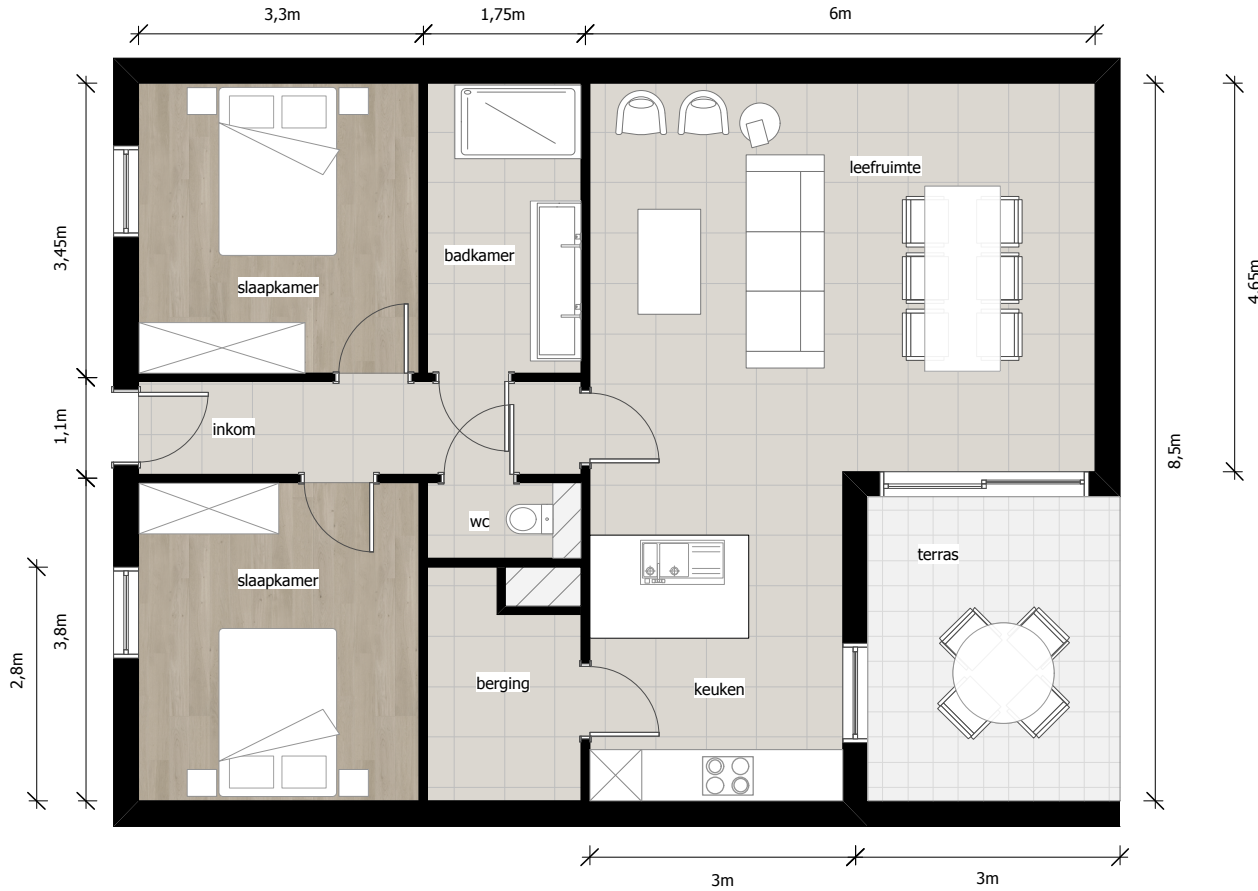 3,3m
1,75m
6m
leefruimte
badkamer
3,45m
4,65m
slaapkamer
1,1m
inkom
8,5m
wc
terras
slaapkamer
3,8m
2,8m
berging
keuken
3m
3m